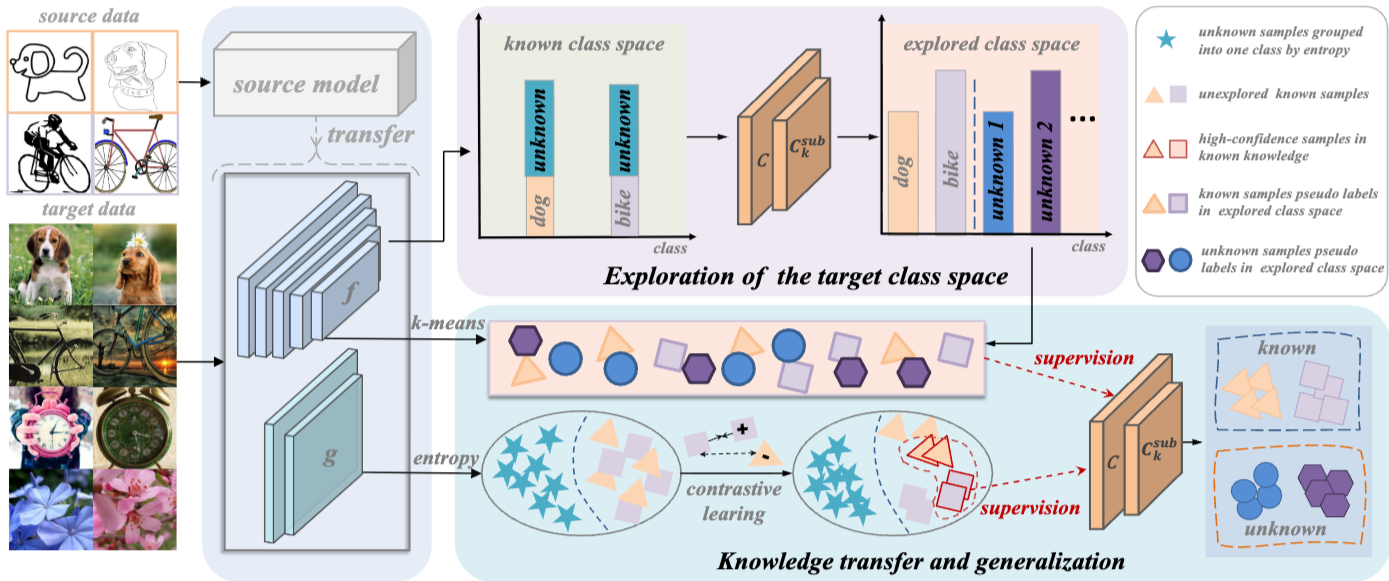 source data
target data
source model
transfer
f
g
known class space
unknown
unknown
dog
bike
class
C
C_k^sub
explored class space
dog
bike
unknown 1
unknown 2
...
class
Exploration of the target class space
unknown samples grouped
into one class by entropy
unexplored known samples
high-confidence samples in
known knowledge
known samples pseudo labels
in explored class space
unknown samples pseudo
labels in explored class space
k-means
entropy
+
-
contrastive
learing
supervision
supervision
C
C_k^sub
known
unknown
Knowledge transfer and generalization